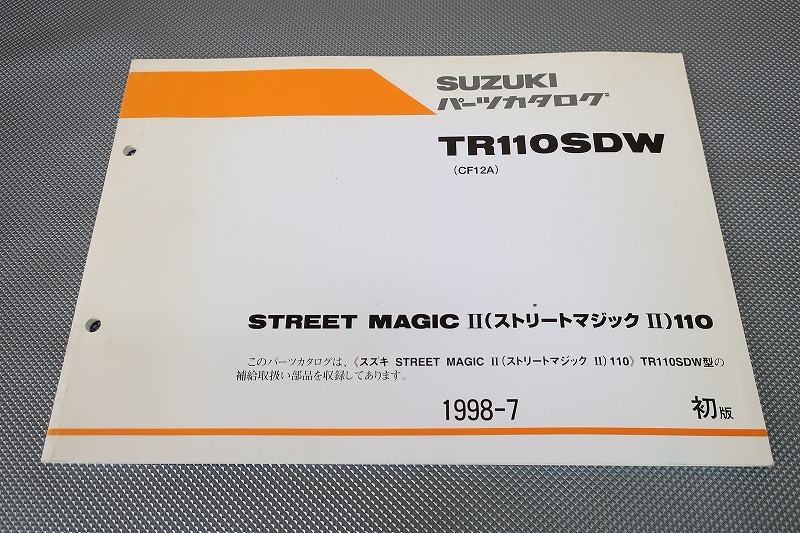 SUZUKI
パーツカタログ
TR110SDW
(CF12A)
STREET MAGIC Ⅱ(ストリートマジック Ⅱ)110
このパーツカタログは、《スズキ STREET MAGIC Ⅱ(ストリートマジック Ⅱ)110》TR110SDW型の
補給取扱い部品を収録してあります。
1998-7 初版